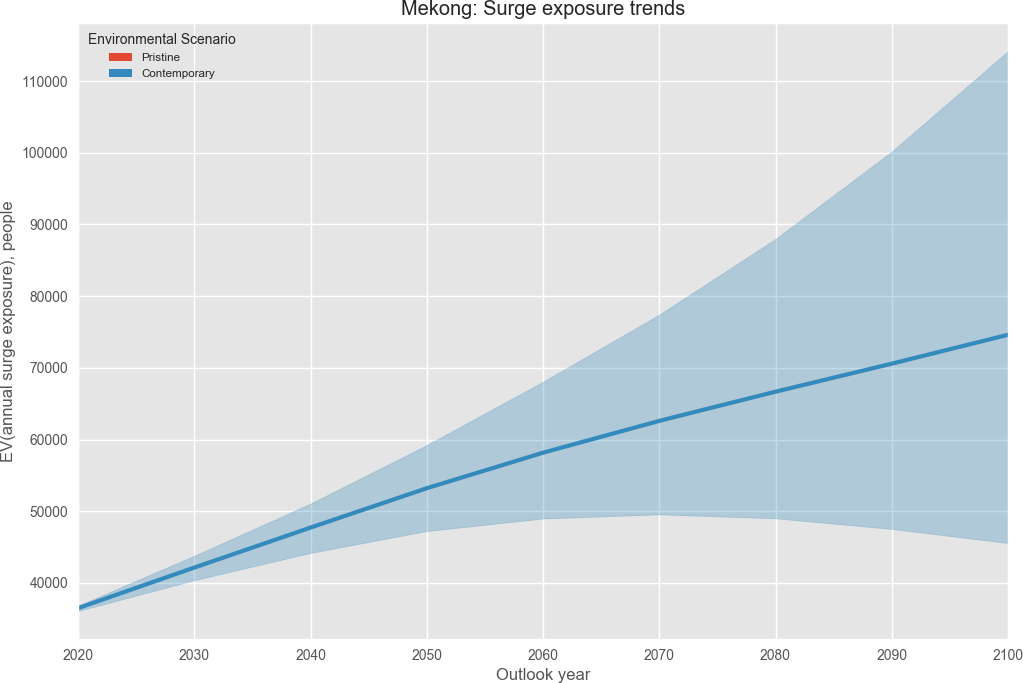 Mekong: Surge exposure trends
Environmental Scenario
Pristine
Contemporary
EV(annual surge exposure), people
110000
100000
90000
80000
70000
60000
50000
40000
2020 2030 2040 2050 2060 2070 2080 2090 2100
Outlook year